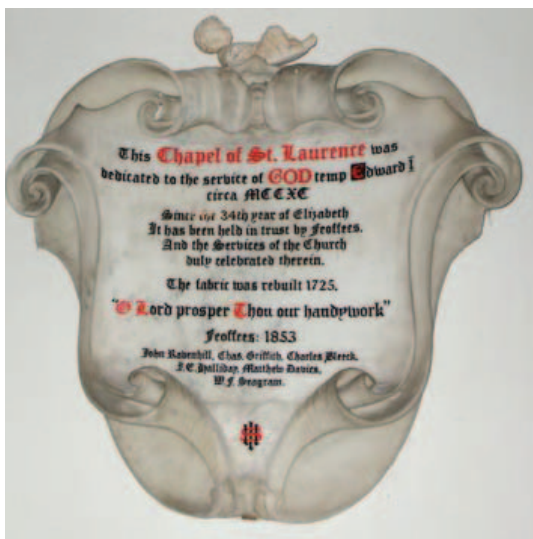 This Chapel of St. Laurence was
dedicated to the service of GOD temp Edward I
circa MCCXC
Since the 34th year of Elizabeth
It has been held in trust by Feoffees.
And the Services of the Church
duly celebrated therein.
The fabric was rebuilt 1725.
"O Lord prosper Thou our handywork"
Feoffees: 1853
John Ravenhill, Chas. Griffith, Charles Bleeck,
J.E. Halliday, Matthew Davies,
W.F. Seagram.
IHS